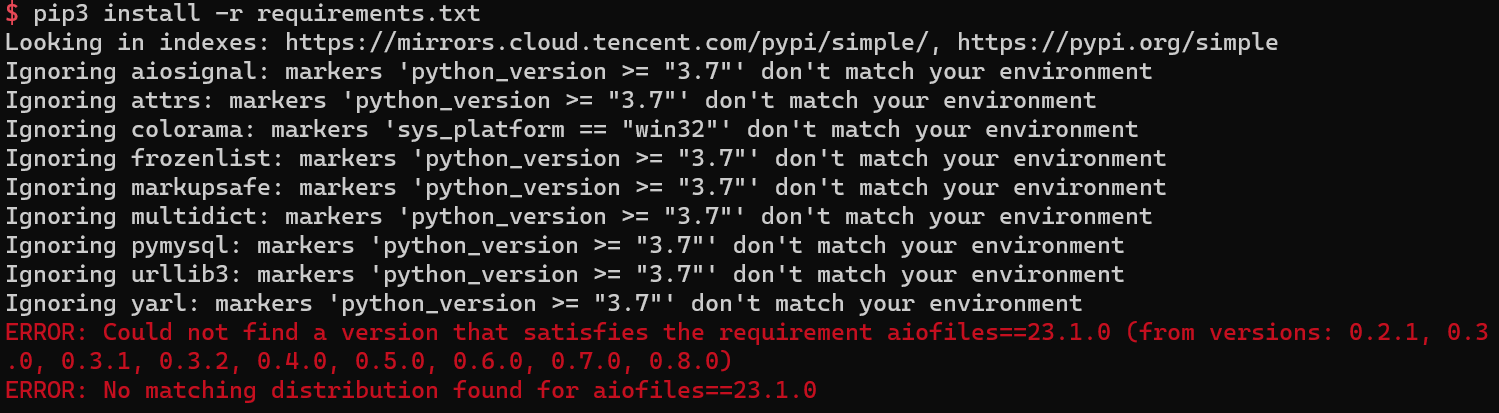 $ pip3 install -r requirements.txt
Looking in indexes: https://mirrors.cloud.tencent.com/pypi/simple/, https://pypi.org/simple
Ignoring aiosignal: markers 'python_version >= "3.7"' don't match your environment
Ignoring attrs: markers 'python_version >= "3.7"' don't match your environment
Ignoring colorama: markers 'sys_platform == "win32"' don't match your environment
Ignoring frozenlist: markers 'python_version >= "3.7"' don't match your environment
Ignoring markupsafe: markers 'python_version >= "3.7"' don't match your environment
Ignoring multidict: markers 'python_version >= "3.7"' don't match your environment
Ignoring pymysql: markers 'python_version >= "3.7"' don't match your environment
Ignoring urllib3: markers 'python_version >= "3.7"' don't match your environment
Ignoring yarl: markers 'python_version >= "3.7"' don't match your environment
ERROR: Could not find a version that satisfies the requirement aiofiles==23.1.0 (from versions: 0.2.1, 0.3
.0, 0.3.1, 0.3.2, 0.4.0, 0.5.0, 0.6.0, 0.7.0, 0.8.0)
ERROR: No matching distribution found for aiofiles==23.1.0